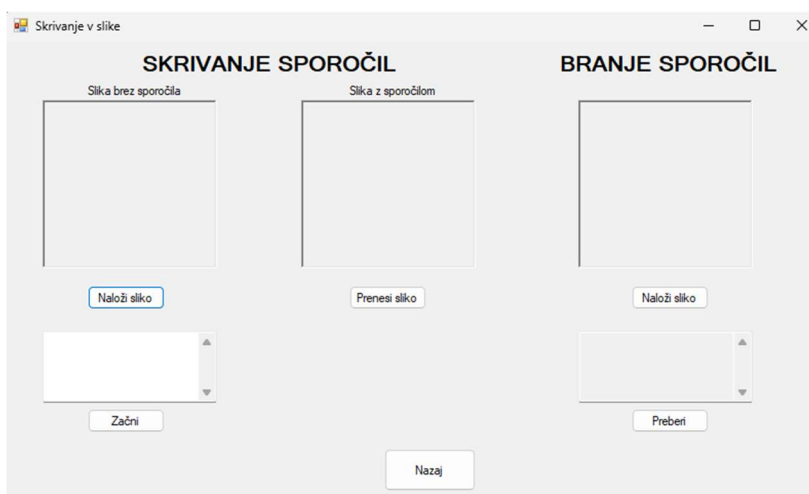 Skrivanje v slike
SKRIVANJE SPOROČIL
BRANJE SPOROČIL
Slika brez sporočila
Slika z sporočilom
Naloži sliko
Prenesi sliko
Naloži sliko
Začni
Preberi
Nazaj